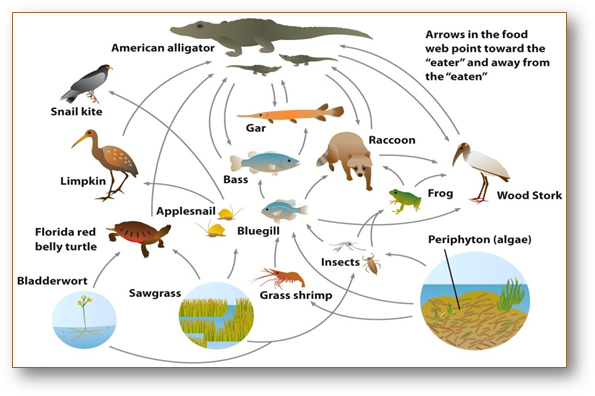 American alligator
Arrows in the food
web point toward the
“eater” and away from
the “eaten”
Snail kite
Gar
Raccoon
Limpkin
Bass
Frog
Wood Stork
Applesnail
Florida red
belly turtle
Bluegill
Insects
Periphyton (algae)
Bladderwort
Sawgrass
Grass shrimp